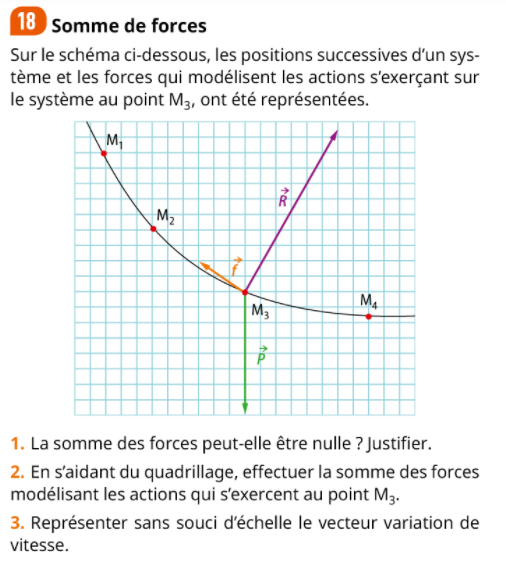 18 Somme de forces
Sur le schéma ci-dessous, les positions successives d'un sys-
tème et les forces qui modélisent les actions s'exerçant sur
le système au point M₃, ont été représentées.
M₁
M₂
R
f
M₃
M₄
P
1. La somme des forces peut-elle être nulle ? Justifier.
2. En s'aidant du quadrillage, effectuer la somme des forces
modélisant les actions qui s'exercent au point M₃.
3. Représenter sans souci d'échelle le vecteur variation de
vitesse.